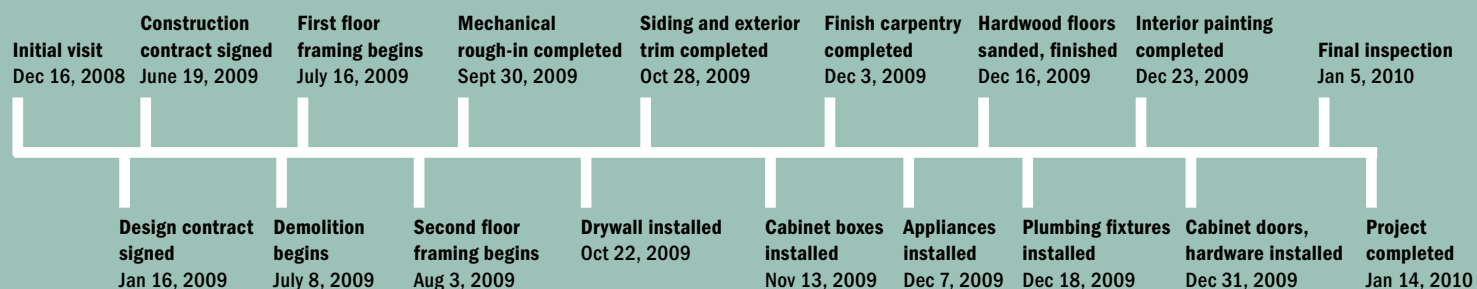 Initial visit
Dec 16, 2008
Construction
contract signed
June 19, 2009
First floor
framing begins
July 16, 2009
Mechanical
rough-in completed
Sept 30, 2009
Siding and exterior
trim completed
Oct 28, 2009
Finish carpentry
completed
Dec 3, 2009
Hardwood floors
sanded, finished
Dec 16, 2009
Interior painting
completed
Dec 23, 2009
Final inspection
Jan 5, 2010
Design contract
signed
Jan 16, 2009
Demolition
begins
July 8, 2009
Second floor
framing begins
Aug 3, 2009
Drywall installed
Oct 22, 2009
Cabinet boxes
installed
Nov 13, 2009
Appliances
installed
Dec 7, 2009
Plumbing fixtures
installed
Dec 18, 2009
Cabinet doors,
hardware installed
Dec 31, 2009
Project
completed
Jan 14, 2010